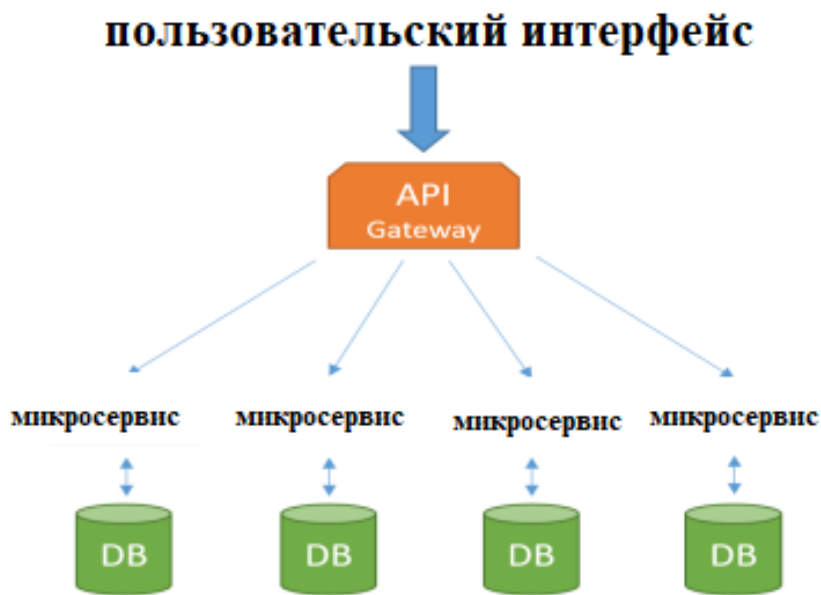 пользовательский интерфейс
API
Gateway
микросервис
микросервис
микросервис
микросервис
DB
DB
DB
DB